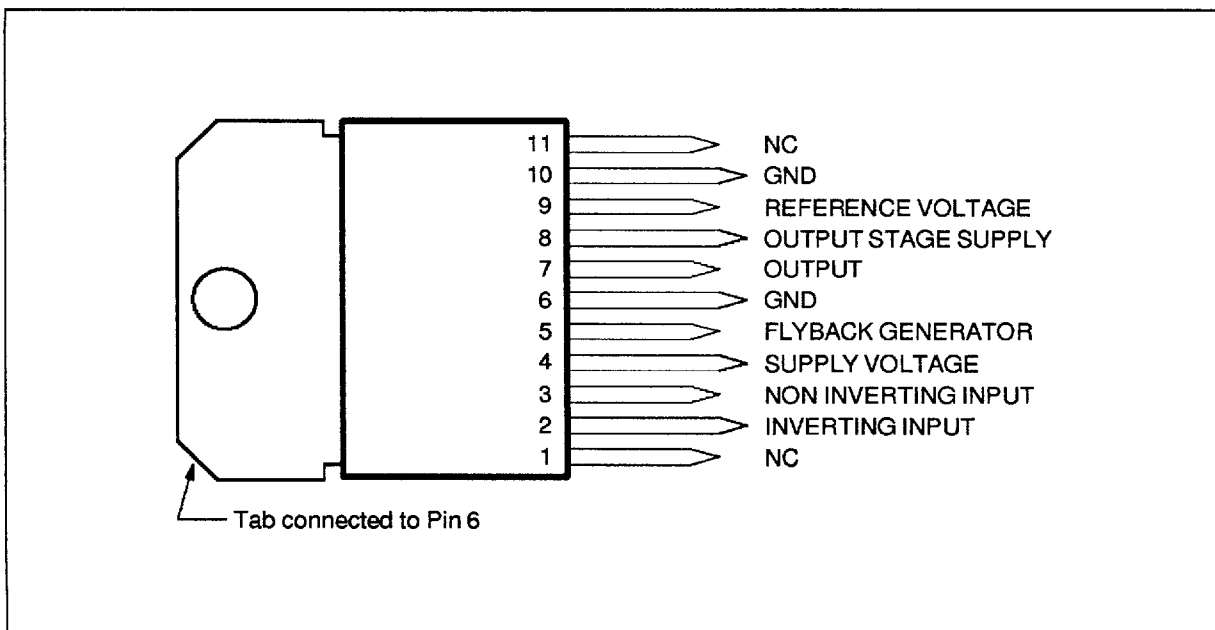 11 NC
10 GND
9 REFERENCE VOLTAGE
8 OUTPUT STAGE SUPPLY
7 OUTPUT
6 GND
5 FLYBACK GENERATOR
4 SUPPLY VOLTAGE
3 NON INVERTING INPUT
2 INVERTING INPUT
1 NC
Tab connected to Pin 6